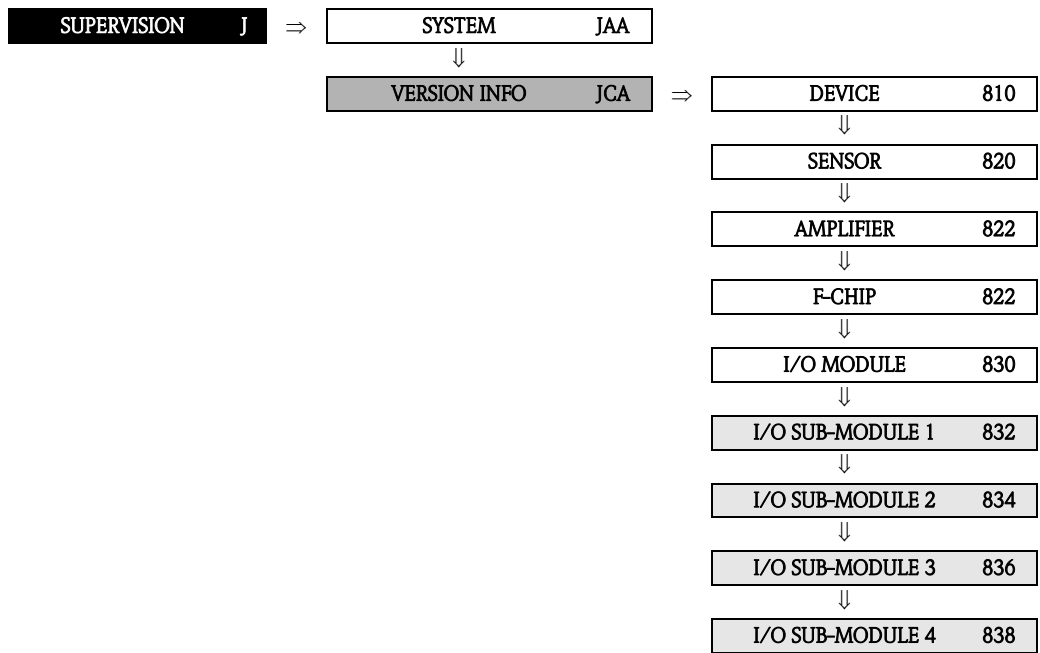 SUPERVISION J ⇒ SYSTEM JAA
⇓
VERSION INFO JCA ⇒ DEVICE 810
⇓
SENSOR 820
⇓
AMPLIFIER 822
⇓
F-CHIP 822
⇓
I/O MODULE 830
⇓
I/O SUB-MODULE 1 832
⇓
I/O SUB-MODULE 2 834
⇓
I/O SUB-MODULE 3 836
⇓
I/O SUB-MODULE 4 838